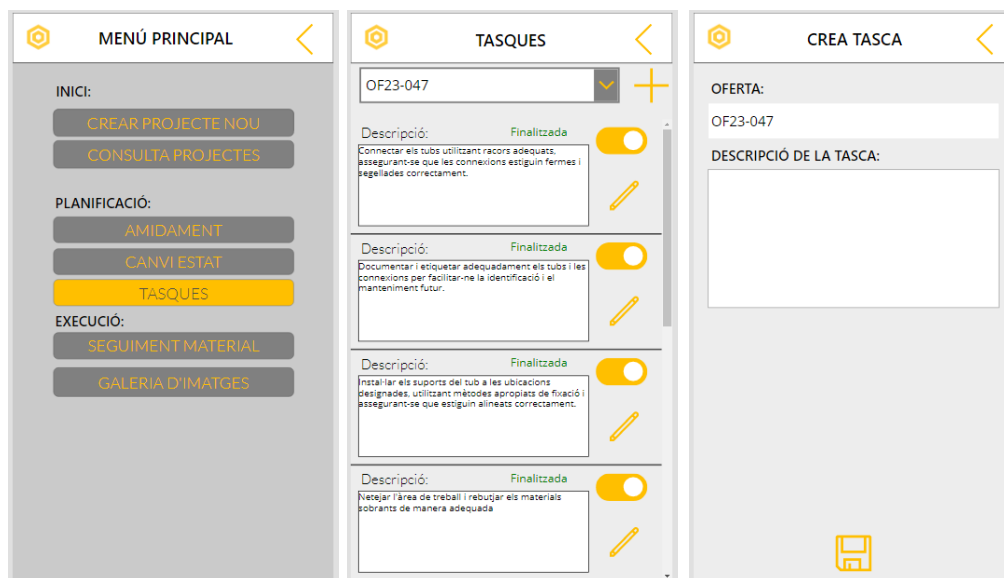 MENÚ PRINCIPAL
INICI:
CREAR PROJECTE NOU
CONSULTA PROJECTES
PLANIFICACIÓ:
AMIDAMENT
CANVI ESTAT
TASQUES
EXECUCIÓ:
SEGUIMENT MATERIAL
GALERIA D'IMATGES
TASQUES
OF23-047
Descripció:
Finalitzada
Connectar els tubs utilitzant racors adequats,
assegurant-se que les connexions estiguin fermes i
segellades correctament.
Descripció:
Finalitzada
Documentar i etiquetar adequadament els tubs i les
connexions per facilitar-ne la identificació i el
manteniment futur.
Descripció:
Finalitzada
Instal·lar els suports del tub a les ubicacions
designades, utilitzant mètodes apropiats de fixació i
assegurant-se que estiguin alineats correctament.
Descripció:
Finalitzada
Netejar l'àrea de treball i rebutjar els materials
sobrants de manera adequada
CREA TASCA
OFERTA:
OF23-047
DESCRIPCIÓ DE LA TASCA: